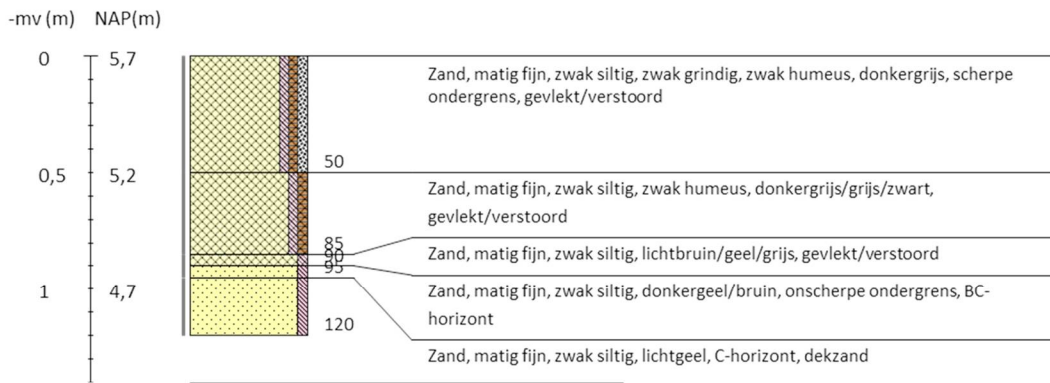 -mv (m) NAP(m)
0 5,7
Zand, matig fijn, zwak siltig, zwak grindig, zwak humeus, donkergrijs, scherpe
ondergrens, gevlekt/verstoord
50
0,5 5,2
Zand, matig fijn, zwak siltig, zwak humeus, donkergrijs/grijs/zwart,
gevlekt/verstoord
85
90
Zand, matig fijn, zwak siltig, lichtbruin/geel/grijs, gevlekt/verstoord
95
1 4,7
Zand, matig fijn, zwak siltig, donkergeel/bruin, onscherpe ondergrens, BC-
horizont
120
Zand, matig fijn, zwak siltig, lichtgeel, C-horizont, dekzand